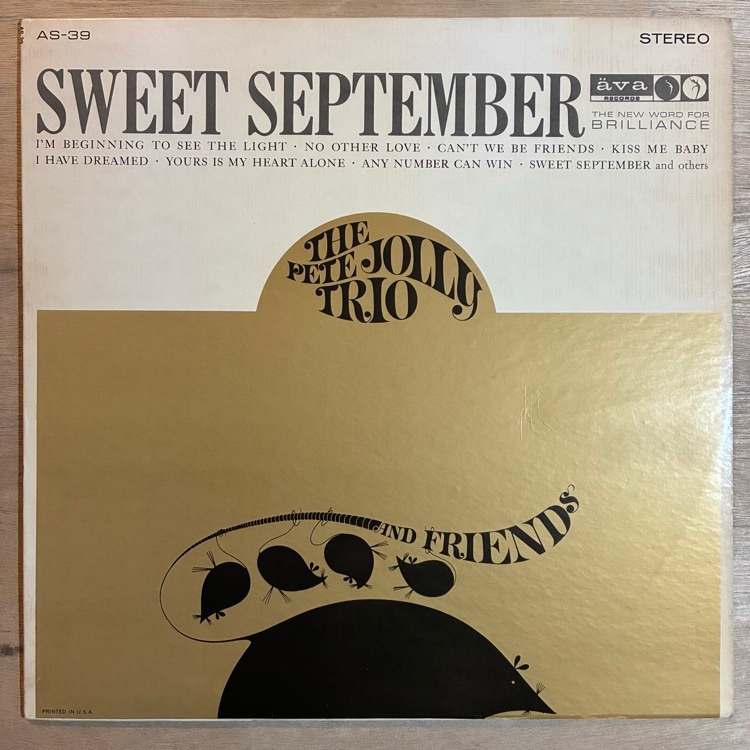 AS-39
STEREO
SWEET SEPTEMBER
äva
RECORDS
THE NEW WORD FOR
BRILLIANCE
I'M BEGINNING TO SEE THE LIGHT · NO OTHER LOVE · CAN'T WE BE FRIENDS · KISS ME BABY
I HAVE DREAMED · YOURS IS MY HEART ALONE · ANY NUMBER CAN WIN · SWEET SEPTEMBER and others
THE
PETE JOLLY
TRIO
AND FRIENDS
PRINTED IN U.S.A.